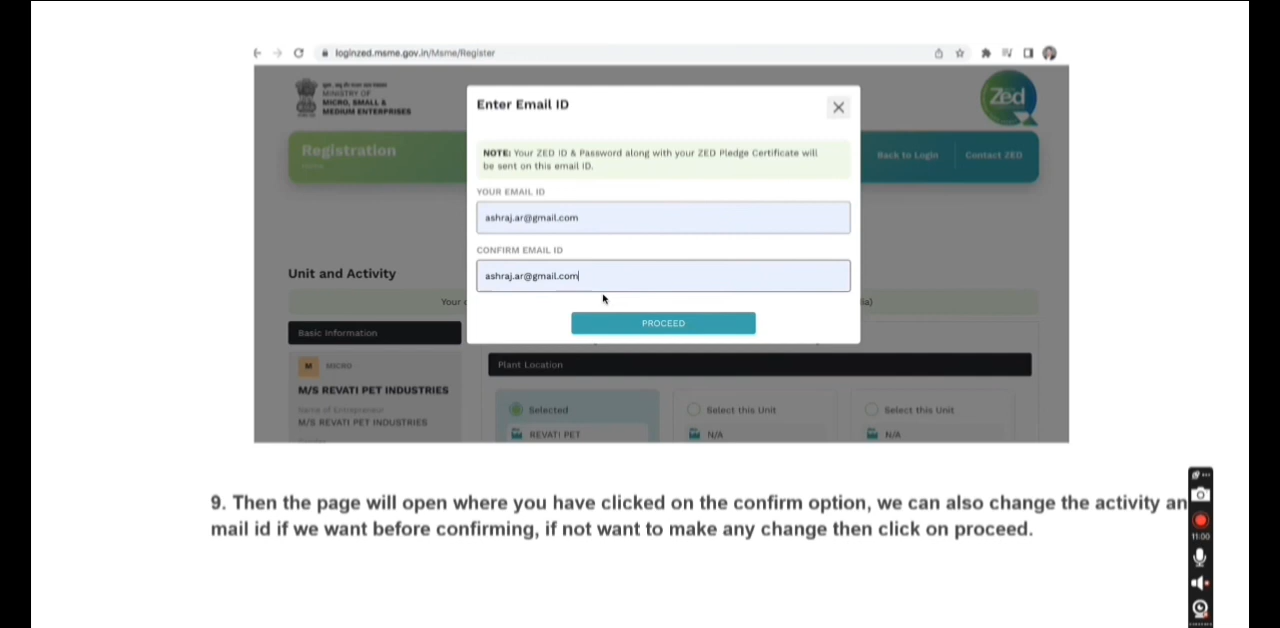 loginzed.msme.gov.in/Msme/Register
MINISTRY OF
MICRO, SMALL &
MEDIUM ENTERPRISES
Zed
Registration
Home
Back to Login
Contact ZED
Enter Email ID
NOTE: Your ZED ID & Password along with your ZED Pledge Certificate will
be sent on this email ID.
YOUR EMAIL ID
ashraj.ar@gmail.com
CONFIRM EMAIL ID
ashraj.ar@gmail.com
PROCEED
Unit and Activity
Your
Basic Information
M MICRO
M/S REVATI PET INDUSTRIES
Name of Entrepreneur
M/S REVATI PET INDUSTRIES
Plant Location
Selected
REVATI PET
Select this Unit
N/A
Select this Unit
N/A
9. Then the page will open where you have clicked on the confirm option, we can also change the activity an
mail id if we want before confirming, if not want to make any change then click on proceed.
11:00